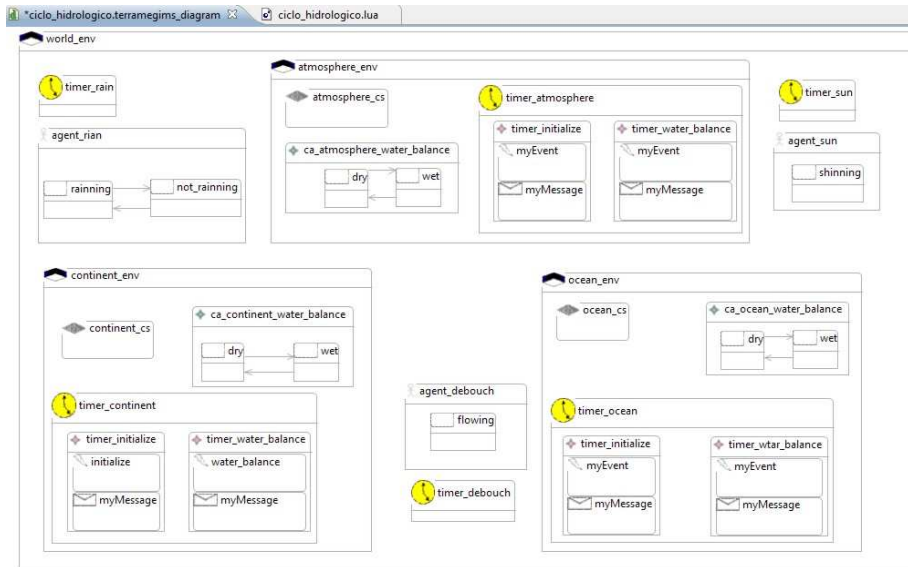 *ciclo_hidrologico.terramegims_diagram
ciclo_hidrologico.lua
world_env
timer_rain
agent_rian
rainning
not_rainning
atmosphere_env
atmosphere_cs
ca_atmosphere_water_balance
dry
wet
timer_atmosphere
timer_initialize
myEvent
myMessage
timer_water_balance
myEvent
myMessage
timer_sun
agent_sun
shinning
continent_env
continent_cs
ca_continent_water_balance
dry
wet
timer_continent
timer_initialize
initialize
myMessage
timer_water_balance
water_balance
myMessage
agent_debouch
flowing
timer_debouch
ocean_env
ocean_cs
ca_ocean_water_balance
dry
wet
timer_ocean
timer_initialize
myEvent
myMessage
timer_wtar_balance
myEvent
myMessage